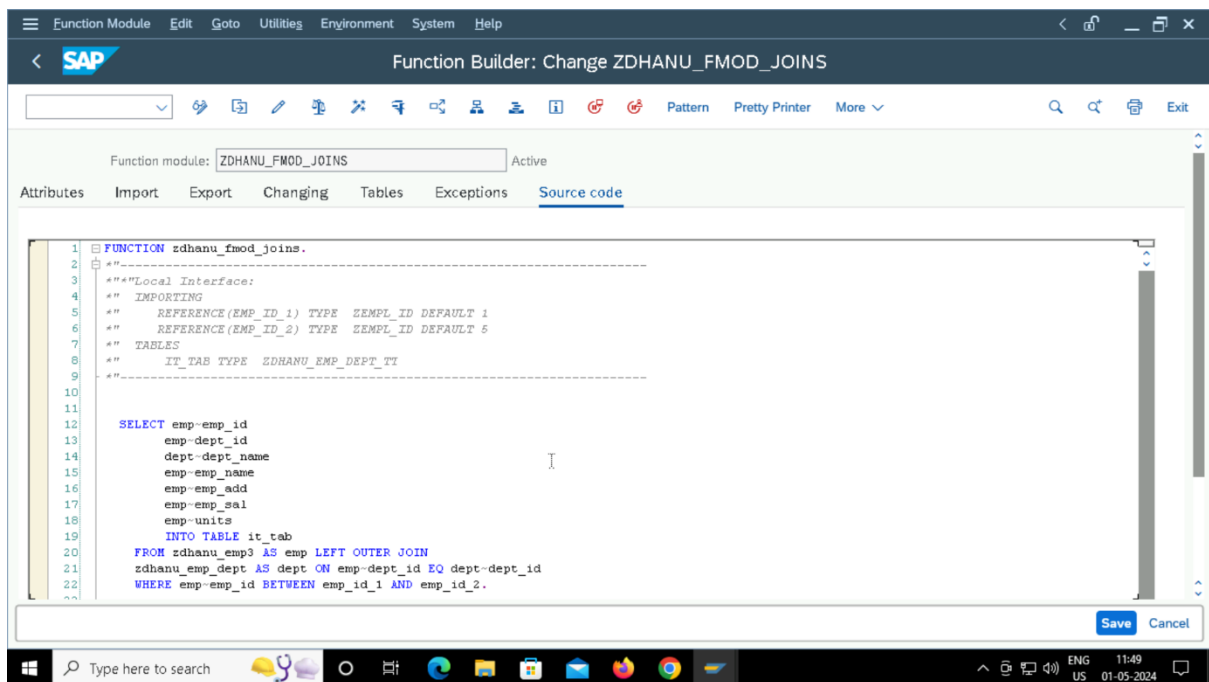 Function Module Edit Goto Utilities Environment System Help
SAP Function Builder: Change ZDHANU_FMOD_JOINS
Pattern Pretty Printer More Exit
Function module: ZDHANU_FMOD_JOINS Active
Attributes Import Export Changing Tables Exceptions Source code
1 FUNCTION zdhanu_fmod_joins.
2 *"----------------------------------------------------------------------
3 *"*"Local Interface:
4 *" IMPORTING
5 *" REFERENCE(EMP_ID_1) TYPE ZEMPL_ID DEFAULT 1
6 *" REFERENCE(EMP_ID_2) TYPE ZEMPL_ID DEFAULT 5
7 *" TABLES
8 *" IT_TAB TYPE ZDHANU_EMP_DEPT_TT
9 *"----------------------------------------------------------------------
10
11
12 SELECT emp~emp_id
13 emp~dept_id
14 dept~dept_name
15 emp~emp_name
16 emp~emp_add
17 emp~emp_sal
18 emp~units
19 INTO TABLE it_tab
20 FROM zdhanu_emp3 AS emp LEFT OUTER JOIN
21 zdhanu_emp_dept AS dept ON emp~dept_id EQ dept~dept_id
22 WHERE emp~emp_id BETWEEN emp_id_1 AND emp_id_2.
Save Cancel
Type here to search ENG 11:49
US 01-05-2024